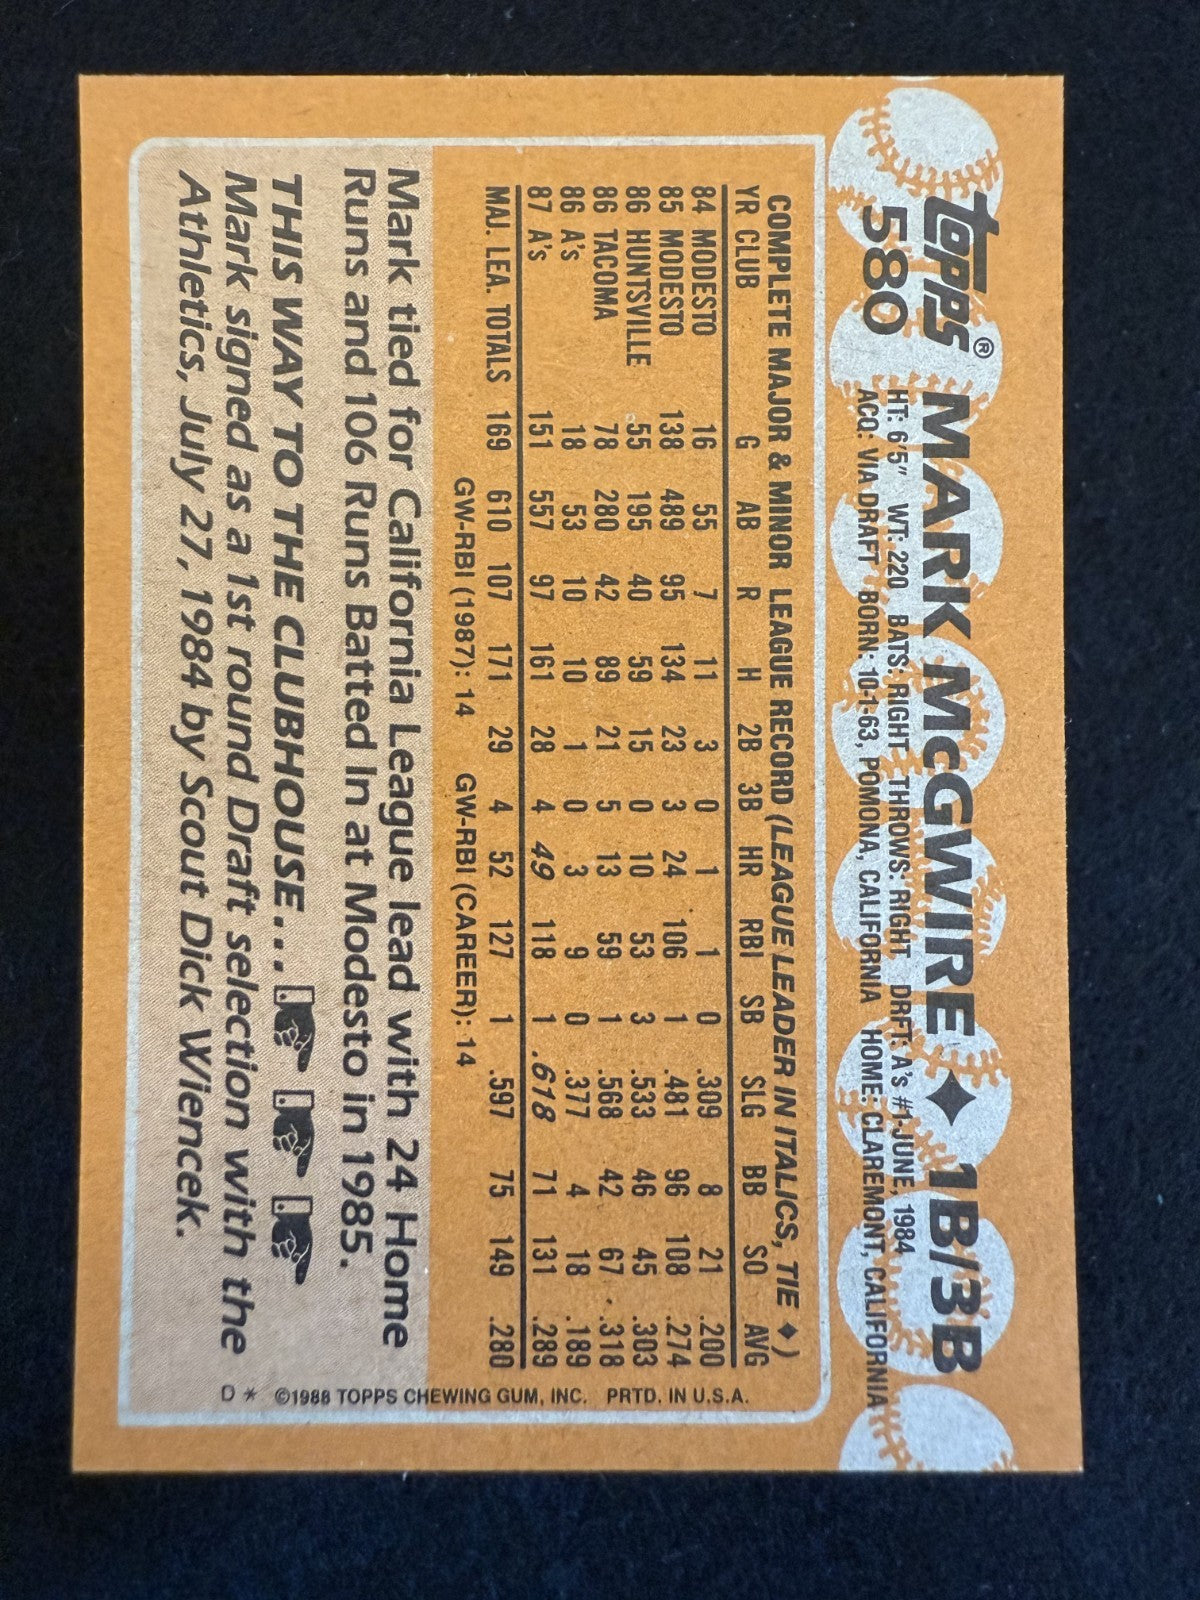 topps® MARK McGWIRE ♦ 1B/3B
580 HT: 6'5" WT: 220 BATS: RIGHT THROWS: RIGHT DRFT: A's #1-JUNE, 1984
ACQ: VIA DRAFT BORN: 10-1-63, POMONA, CALIFORNIA HOME: CLAREMONT, CALIFORNIA
COMPLETE MAJOR & MINOR LEAGUE RECORD (LEAGUE LEADER IN ITALICS, TIE ♦)
YR CLUB G AB R H 2B 3B HR RBI SB SLG BB SO AVG
84 MODESTO 16 55 7 11 3 0 1 1 0 .309 8 21 .200
85 MODESTO 138 489 95 134 23 3 24 106 1 .481 96 108 .274
86 HUNTSVILLE 55 195 40 59 15 0 10 53 3 .533 46 45 .303
86 TACOMA 78 280 42 89 21 5 13 59 1 .568 42 67 .318
86 A's 18 53 10 10 1 0 3 9 0 .377 4 18 .189
87 A's 151 557 97 161 28 4 49 118 1 .618 71 131 .289
MAJ. LEA. TOTALS 169 610 107 171 29 4 52 127 1 .597 75 149 .280
GW-RBI (1987): 14 GW-RBI (CAREER): 14
Mark tied for California League lead with 24 Home
Runs and 106 Runs Batted In at Modesto in 1985.
THIS WAY TO THE CLUBHOUSE...
Mark signed as a 1st round Draft selection with the
Athletics, July 27, 1984 by Scout Dick Wiencek.
D * ©1988 TOPPS CHEWING GUM, INC. PRTD. IN U.S.A.